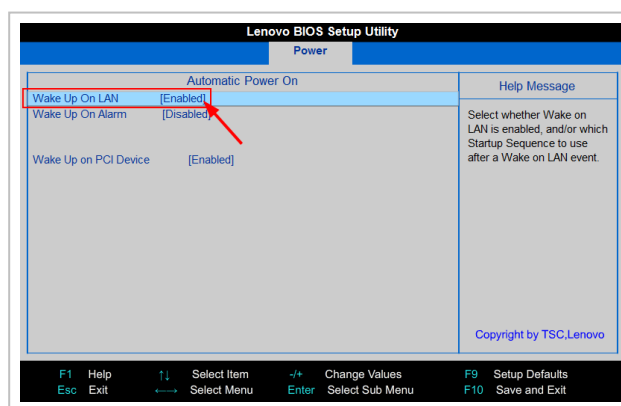 Lenovo BIOS Setup Utility
Power
Automatic Power On
Wake Up On LAN [Enabled]
Wake Up On Alarm [Disabled]
Wake Up on PCI Device [Enabled]
Help Message
Select whether Wake on
LAN is enabled, and/or which
Startup Sequence to use
after a Wake on LAN event.
Copyright by TSC,Lenovo
F1 Help ↑↓ Select Item -/+ Change Values F9 Setup Defaults
Esc Exit ←→ Select Menu Enter Select Sub Menu F10 Save and Exit